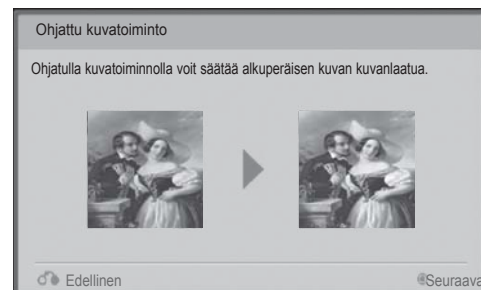 Ohjattu kuvatoiminto
Ohjatulla kuvatoiminnolla voit säätää alkuperäisen kuvan kuvanlaatua.
Edellinen
Seuraava